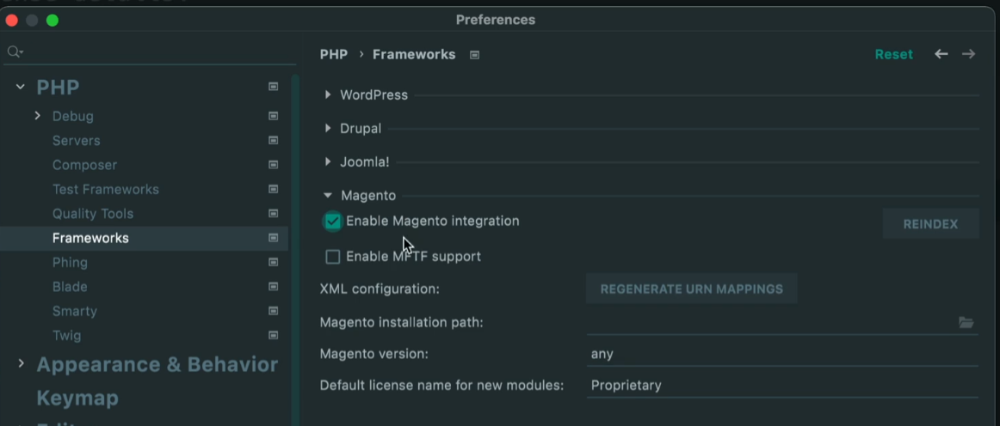 Preferences
PHP
Debug
Servers
Composer
Test Frameworks
Quality Tools
Frameworks
Phing
Blade
Smarty
Twig
Appearance & Behavior
Keymap
PHP › Frameworks
Reset
WordPress
Drupal
Joomla!
Magento
Enable Magento integration
REINDEX
Enable MFTF support
XML configuration:
REGENERATE URN MAPPINGS
Magento installation path:
Magento version:
any
Default license name for new modules:
Proprietary